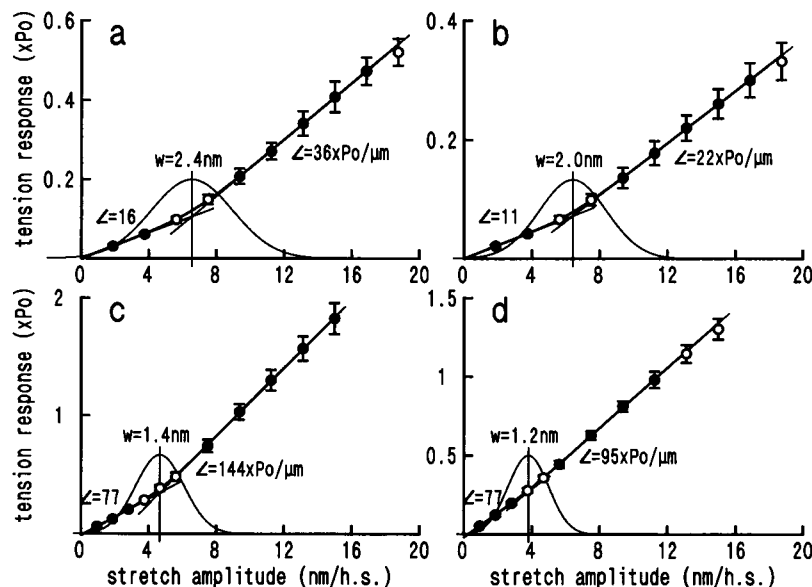 a
b
tension response (xPo)
0.6
0.4
0.2
0
w=2.4nm
∠=16
∠=36xPo/μm
0 4 8 12 16 20
0.4
0.2
0
w=2.0nm
∠=11
∠=22xPo/μm
0 4 8 12 16 20
c
d
tension response (xPo)
2
1
0
w=1.4nm
∠=77
∠=144xPo/μm
0 4 8 12 16 20
stretch amplitude (nm/h.s.)
1.5
1
0.5
0
w=1.2nm
∠=77
∠=95xPo/μm
0 4 8 12 16 20
stretch amplitude (nm/h.s.)